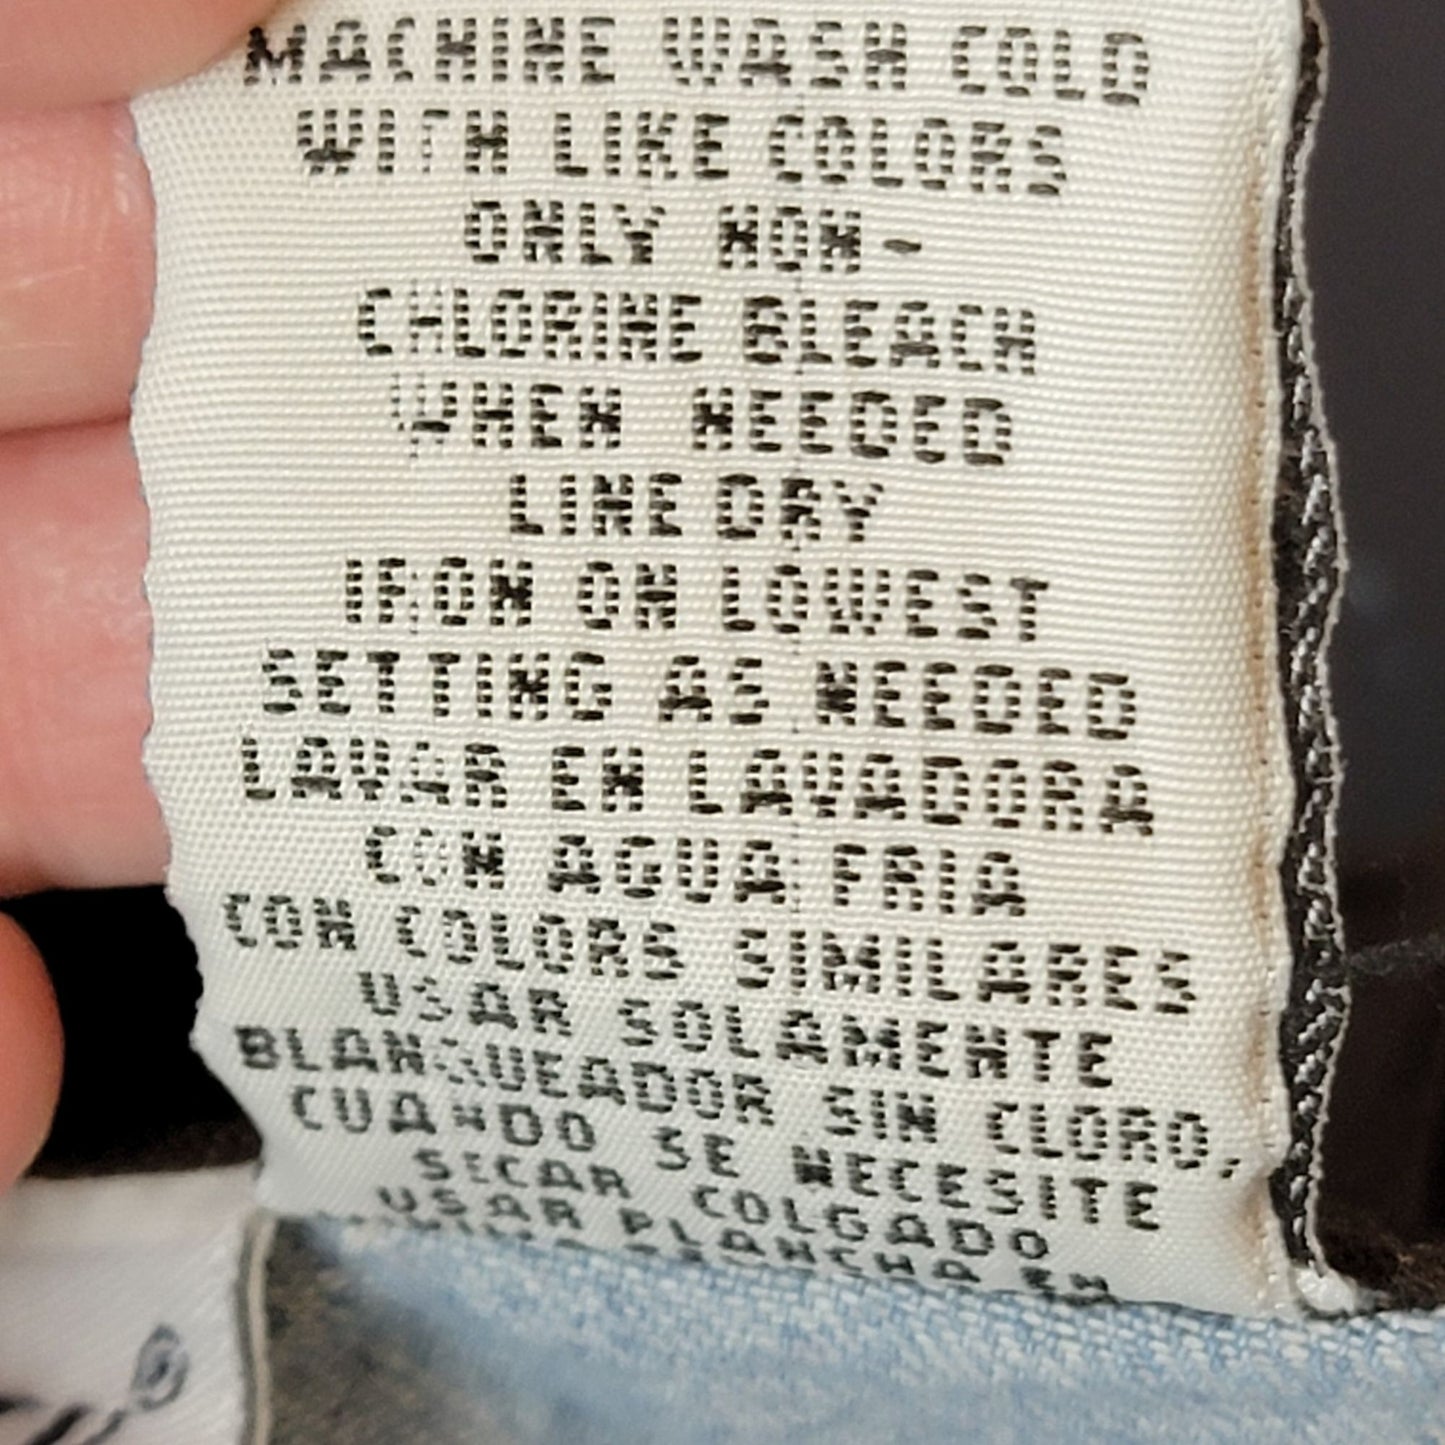 MACHINE WASH COLD
WITH LIKE COLORS
ONLY NON-
CHLORINE BLEACH
WHEN NEEDED
LINE DRY
IRON ON LOWEST
SETTING AS NEEDED
LAVAR EN LAVADORA
CON AGUA FRIA
CON COLORS SIMILARES
USAR SOLAMENTE
BLANQUEADOR SIN CLORO,
CUANDO SE NECESITE
SECAR COLGADO
USAR PLANCHA EN